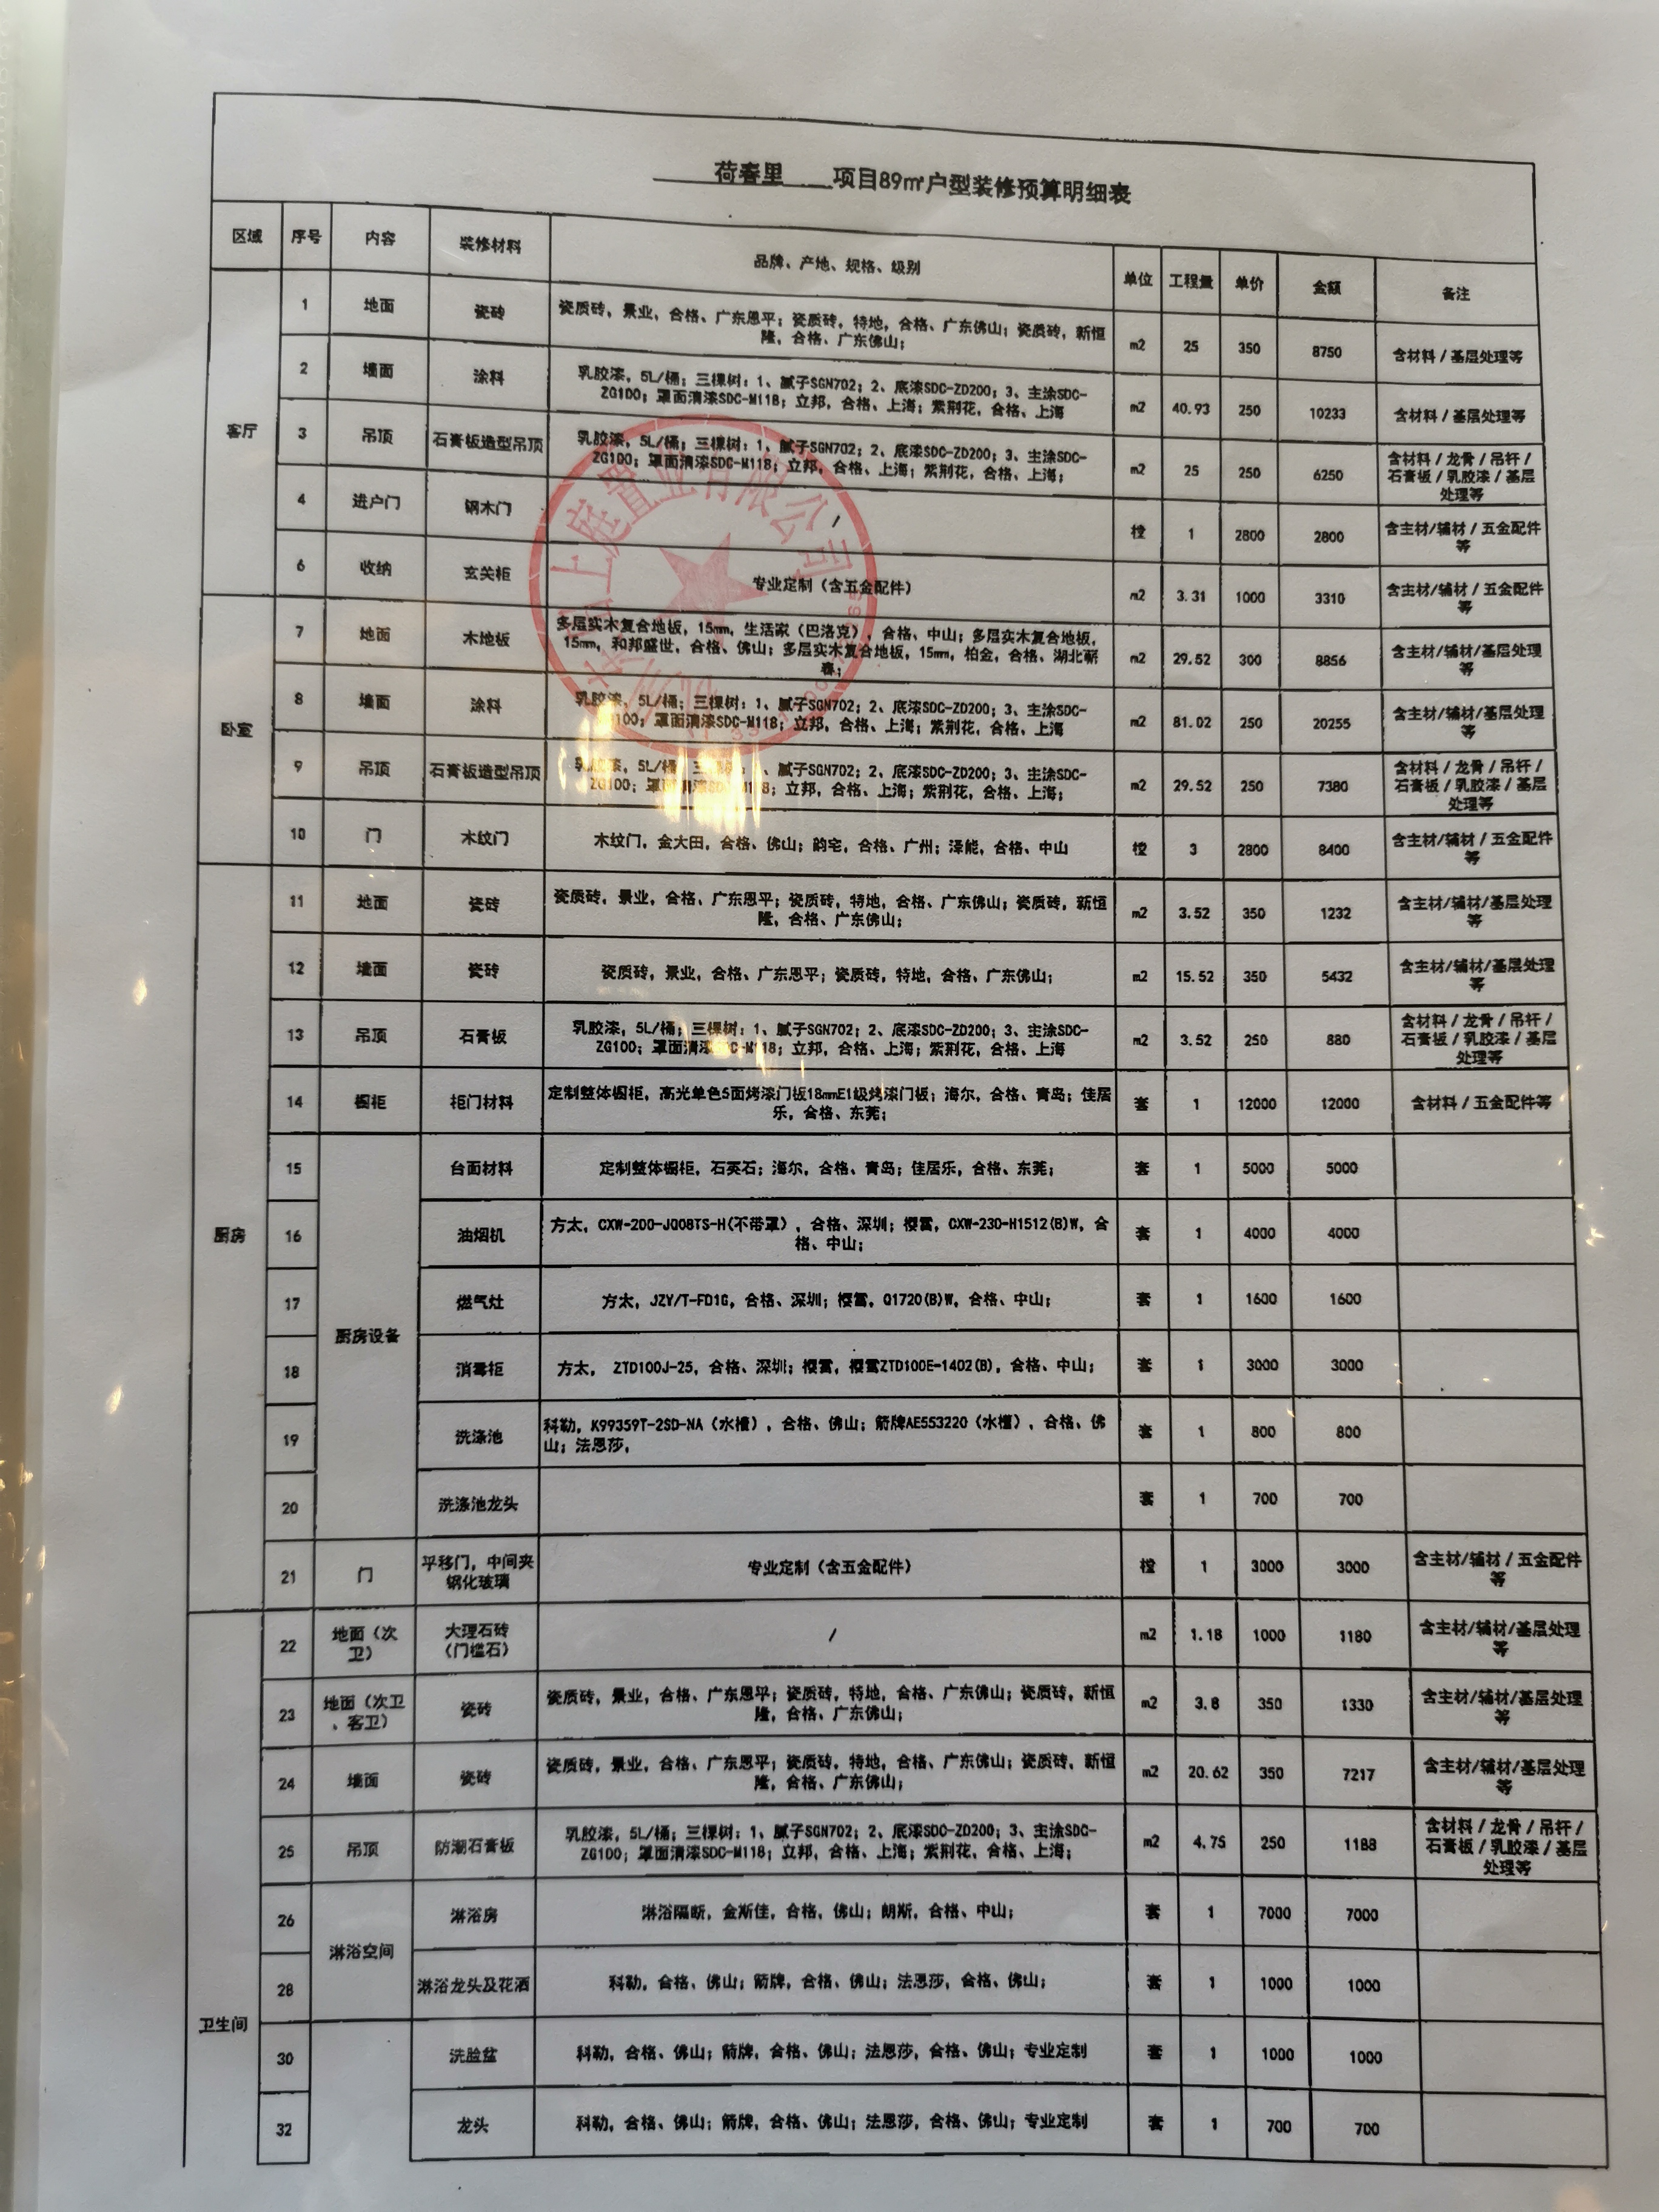 荷春里 项目89㎡户型装修预算明细表
区域 序号 内容 装修材料 品牌、产地、规格、级别 单位 工程量 单价 金额 备注
客厅
1 地面 瓷砖 瓷质砖，景业，合格、广东恩平；瓷质砖，特地，合格、广东佛山；瓷质砖，新恒
隆，合格、广东佛山； m2 25 350 8750 含材料/基层处理等
2 墙面 涂料 乳胶漆，5L/桶；三棵树：1、腻子SGN702；2、底漆SDC-ZD200；3、主涂SDC-
ZG100；罩面清漆SDC-M118；立邦，合格、上海；紫荆花，合格、上海 m2 40.93 250 10233 含材料/基层处理等
3 吊顶 石膏板造型吊顶 乳胶漆，5L/桶；三棵树：1、腻子SGN702；2、底漆SDC-ZD200；3、主涂SDC-
ZG100；罩面清漆SDC-M118；立邦，合格、上海；紫荆花，合格、上海； m2 25 250 6250 含材料/龙骨/吊杆/
石膏板/乳胶漆/基层
处理等
4 进户门 钢木门 / 樘 1 2800 2800 含主材/辅材/五金配件
等
6 收纳 玄关柜 专业定制（含五金配件） m2 3.31 1000 3310 含主材/辅材/五金配件
等
上庭置业有限公司
卧室
7 地面 木地板 多层实木复合地板，15mm，生活家（巴洛克），合格、中山；多层实木复合地板，
15mm，和邦盛世，合格、佛山；多层实木复合地板，15mm，柏金，合格、湖北蕲
春； m2 29.52 300 8856 含主材/辅材/基层处理
等
8 墙面 涂料 乳胶漆，5L/桶；三棵树：1、腻子SGN702；2、底漆SDC-ZD200；3、主涂SDC-
100；罩面清漆SDC-M118；立邦，合格、上海；紫荆花，合格、上海 m2 81.02 250 20255 含主材/辅材/基层处理
等
9 吊顶 石膏板造型吊顶 乳胶漆，5L/桶；三棵树：1、腻子SGN702；2、底漆SDC-ZD200；3、主涂SDC-
ZG100；罩面清漆SDC-M118；立邦，合格、上海；紫荆花，合格、上海； m2 29.52 250 7380 含材料/龙骨/吊杆/
石膏板/乳胶漆/基层
处理等
10 门 木纹门 木纹门，金大田，合格、佛山；韵宅，合格、广州；泽能，合格、中山 樘 3 2800 8400 含主材/辅材/五金配件
等
厨房
11 地面 瓷砖 瓷质砖，景业，合格、广东恩平；瓷质砖，特地，合格、广东佛山；瓷质砖，新恒
隆，合格、广东佛山； m2 3.52 350 1232 含主材/辅材/基层处理
等
12 墙面 瓷砖 瓷质砖，景业，合格、广东恩平；瓷质砖，特地，合格、广东佛山； m2 15.52 350 5432 含主材/辅材/基层处理
等
13 吊顶 石膏板 乳胶漆，5L/桶；三棵树：1、腻子SGN702；2、底漆SDC-ZD200；3、主涂SDC-
ZG100；罩面清漆SDC-M118；立邦，合格、上海；紫荆花，合格、上海 m2 3.52 250 880 含材料/龙骨/吊杆/
石膏板/乳胶漆/基层
处理等
14 橱柜 柜门材料 定制整体橱柜，高光单色5面烤漆门板18mmE1级烤漆门板；海尔，合格、青岛；佳居
乐，合格、东莞； 套 1 12000 12000 含材料/五金配件等
厨房设备
15 台面材料 定制整体橱柜，石英石；海尔，合格、青岛；佳居乐，合格、东莞； 套 1 5000 5000
16 油烟机 方太，CXW-200-JQ08TS-H(不带罩)，合格、深圳；樱雪，CXW-230-H1512(B)W，合
格、中山； 套 1 4000 4000
17 燃气灶 方太，JZY/T-FD1G，合格、深圳；樱雪，Q1720(B)W，合格、中山； 套 1 1600 1600
18 消毒柜 方太， ZTD100J-25，合格、深圳；樱雪，樱雪ZTD100E-1402(B)，合格、中山； 套 1 3000 3000
19 洗涤池 科勒，K99359T-2SD-NA（水槽），合格、佛山；箭牌AE553220（水槽），合格、佛
山；法恩莎， 套 1 800 800
20 洗涤池龙头 套 1 700 700
21 门 平移门，中间夹
钢化玻璃 专业定制（含五金配件） 樘 1 3000 3000 含主材/辅材/五金配件
等
卫生间
22 地面（次
卫） 大理石砖
（门槛石） / m2 1.18 1000 1180 含主材/辅材/基层处理
等
23 地面（次卫
、客卫） 瓷砖 瓷质砖，景业，合格、广东恩平；瓷质砖，特地，合格、广东佛山；瓷质砖，新恒
隆，合格、广东佛山； m2 3.8 350 1330 含主材/辅材/基层处理
等
24 墙面 瓷砖 瓷质砖，景业，合格、广东恩平；瓷质砖，特地，合格、广东佛山；瓷质砖，新恒
隆，合格、广东佛山； m2 20.62 350 7217 含主材/辅材/基层处理
等
25 吊顶 防潮石膏板 乳胶漆，5L/桶；三棵树：1、腻子SGN702；2、底漆SDC-ZD200；3、主涂SDC-
ZG100；罩面清漆SDC-M118；立邦，合格、上海；紫荆花，合格、上海； m2 4.75 250 1188 含材料/龙骨/吊杆/
石膏板/乳胶漆/基层
处理等
淋浴空间
26 淋浴房 淋浴隔断，金斯佳，合格，佛山；朗斯，合格、中山； 套 1 7000 7000
28 淋浴龙头及花洒 科勒，合格、佛山；箭牌，合格、佛山；法恩莎，合格、佛山； 套 1 1000 1000
30 洗脸盆 科勒，合格、佛山；箭牌，合格、佛山；法恩莎，合格、佛山；专业定制 套 1 1000 1000
32 龙头 科勒，合格、佛山；箭牌，合格、佛山；法恩莎，合格、佛山；专业定制 套 1 700 700